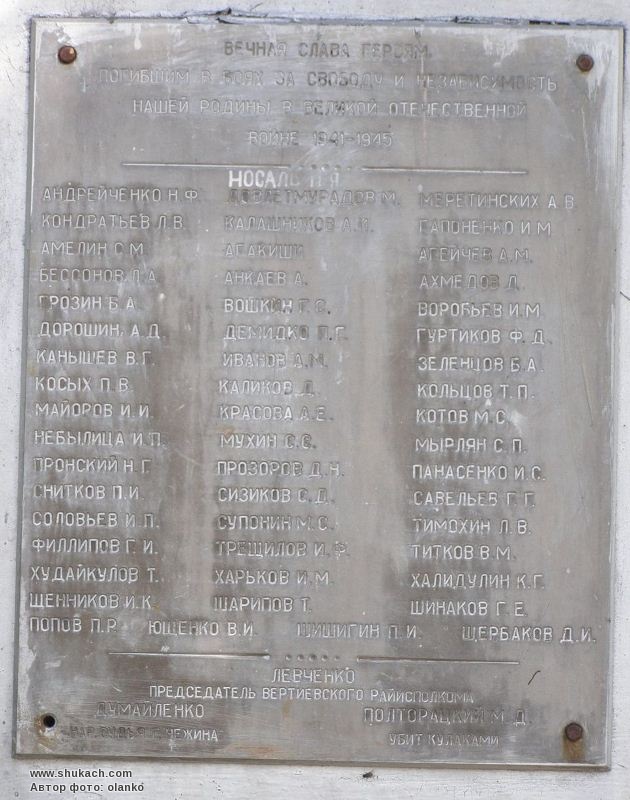 ВЕЧНАЯ СЛАВА ГЕРОЯМ
ПОГИБШИМ В БОЯХ ЗА СВОБОДУ И НЕЗАВИСИМОСТЬ
НАШЕЙ РОДИНЫ В ВЕЛИКОЙ ОТЕЧЕСТВЕННОЙ
ВОЙНЕ 1941-1945
НОСАЛЬ
АНДРЕЙЧЕНКО Н.Ф. ДОВЛЕТМУРАДОВ М. МЕРЕТИНСКИХ А.В.
КОНДРАТЬЕВ Л.В. КАЛАШНИКОВ А.И. ГАПОНЕНКО И.М.
АМЕЛИН С.М. АГАКИШИ АГЕЙЧЕВ А.М.
БЕССОНОВ Л.А. АНКАЕВ А. АХМЕДОВ Д.
ГРОЗИН Б.А. ВОШКИН Г.С. ВОРОБЬЕВ И.М.
ДОРОШИН А.Д. ДЕМИДКО П.Г. ГУРТИКОВ Ф.Д.
КАНЫШЕВ В.Г. ИВАНОВ А.М. ЗЕЛЕНЦОВ Б.А.
КОСЫХ П.В. КАЛИКОВ Д. КОЛЬЦОВ Т.П.
МАЙОРОВ И.И. КРАСОВА А.Е. КОТОВ М.С.
НЕБЫЛИЦА И.П. МУХИН С.С. МЫРЛЯН С.П.
ПРОНСКИЙ Н.Г. ПРОЗОРОВ Д.Н. ПАНАСЕНКО И.С.
СНИТКОВ П.И. СИЗИКОВ С.Д. САВЕЛЬЕВ Г.Г.
СОЛОВЬЕВ И.П. СУПОНИН М.С. ТИМОХИН Л.В.
ФИЛЛИПОВ Г.И. ТРЕЩИЛОВ И.Ф. ТИТКОВ В.М.
ХУДАЙКУЛОВ Т. ХАРЬКОВ И.М. ХАЛИДУЛИН К.Г.
ЩЕННИКОВ И.К. ШАРИПОВ Т. ШИНАКОВ Г.Е.
ПОПОВ П.Р. ЮЩЕНКО В.И. ШИШИГИН П.И. ЩЕРБАКОВ Д.И.
ЛЕВЧЕНКО
ПРЕДСЕДАТЕЛЬ ВЕРТИЕВСКОГО РАЙИСПОЛКОМА
ДУМАЙЛЕНКО ПОЛТОРАЦКИЙ М.Д.
НАР.СУДЬЯ Г.НЕЖИНА УБИТ КУЛАКАМИ
www.shukach.com
Автор фото: olanko